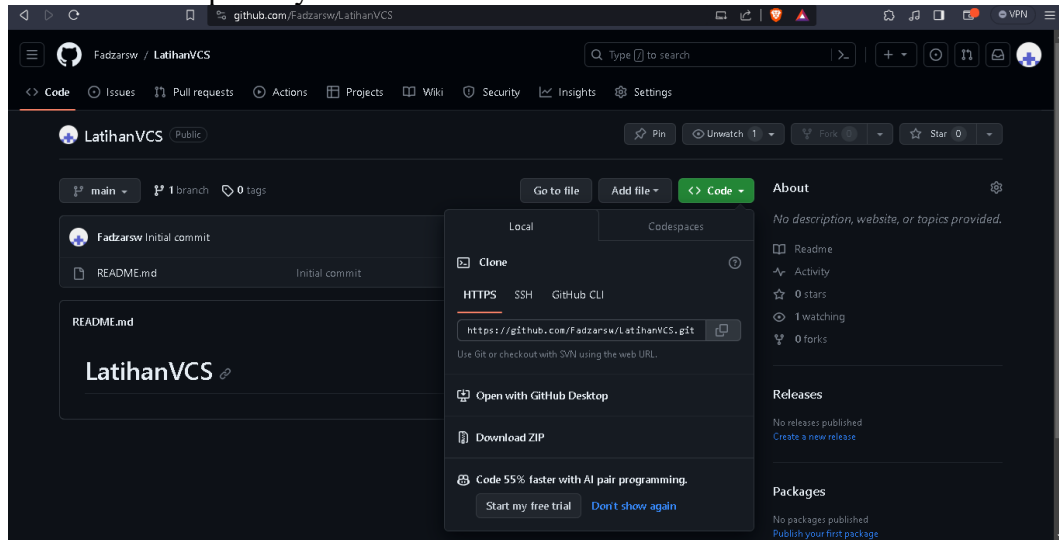 github.com/Fadzarsw/LatihanVCS
VPN
Fadzarsw / LatihanVCS
Type / to search
Code
Issues
Pull requests
Actions
Projects
Wiki
Security
Insights
Settings
LatihanVCS Public
Pin
Unwatch 1
Fork 0
Star 0
main
1 branch
0 tags
Go to file
Add file
<> Code
Fadzarsw Initial commit
README.md
Initial commit
README.md
LatihanVCS
Local
Codespaces
Clone
HTTPS
SSH
GitHub CLI
https://github.com/Fadzarsw/LatihanVCS.git
Use Git or checkout with SVN using the web URL.
Open with GitHub Desktop
Download ZIP
Code 55% faster with AI pair programming.
Start my free trial
Don't show again
About
No description, website, or topics provided.
Readme
Activity
0 stars
1 watching
0 forks
Releases
No releases published
Create a new release
Packages
No packages published
Publish your first package